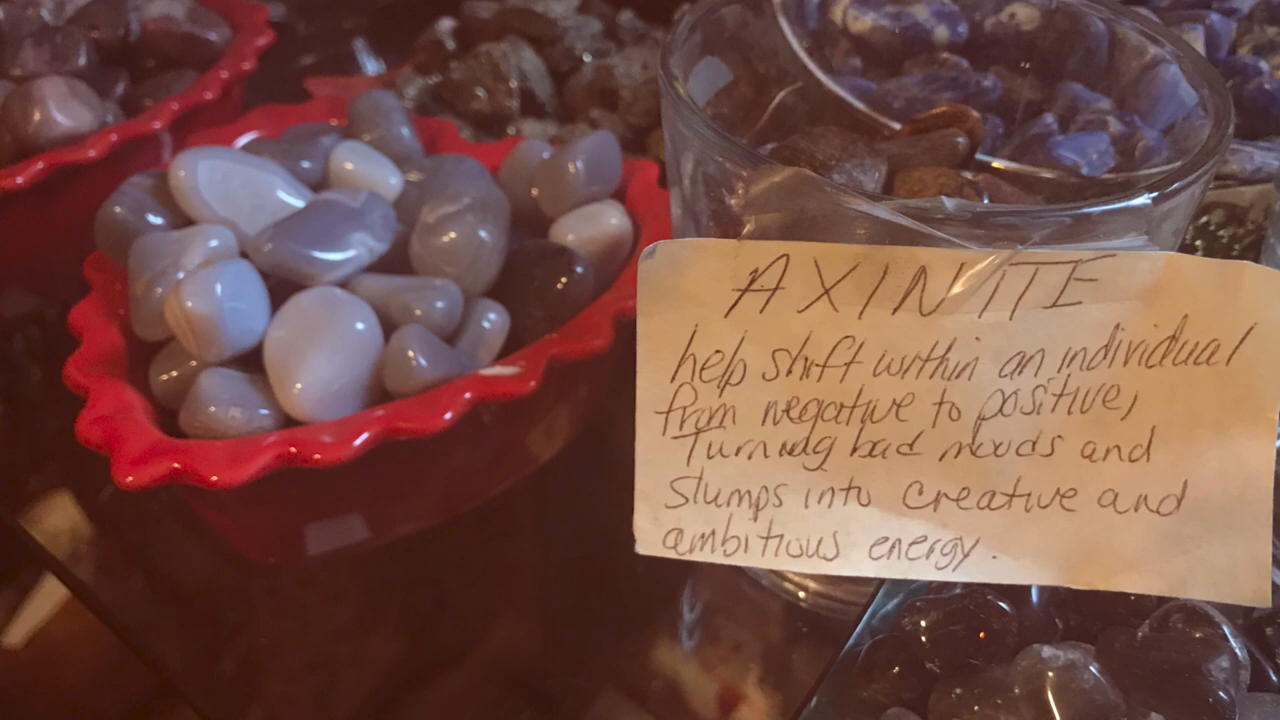 AXINITE
help shift within an individual
from negative to positive,
Turning bad moods and
Slumps into creative and
ambitious energy.